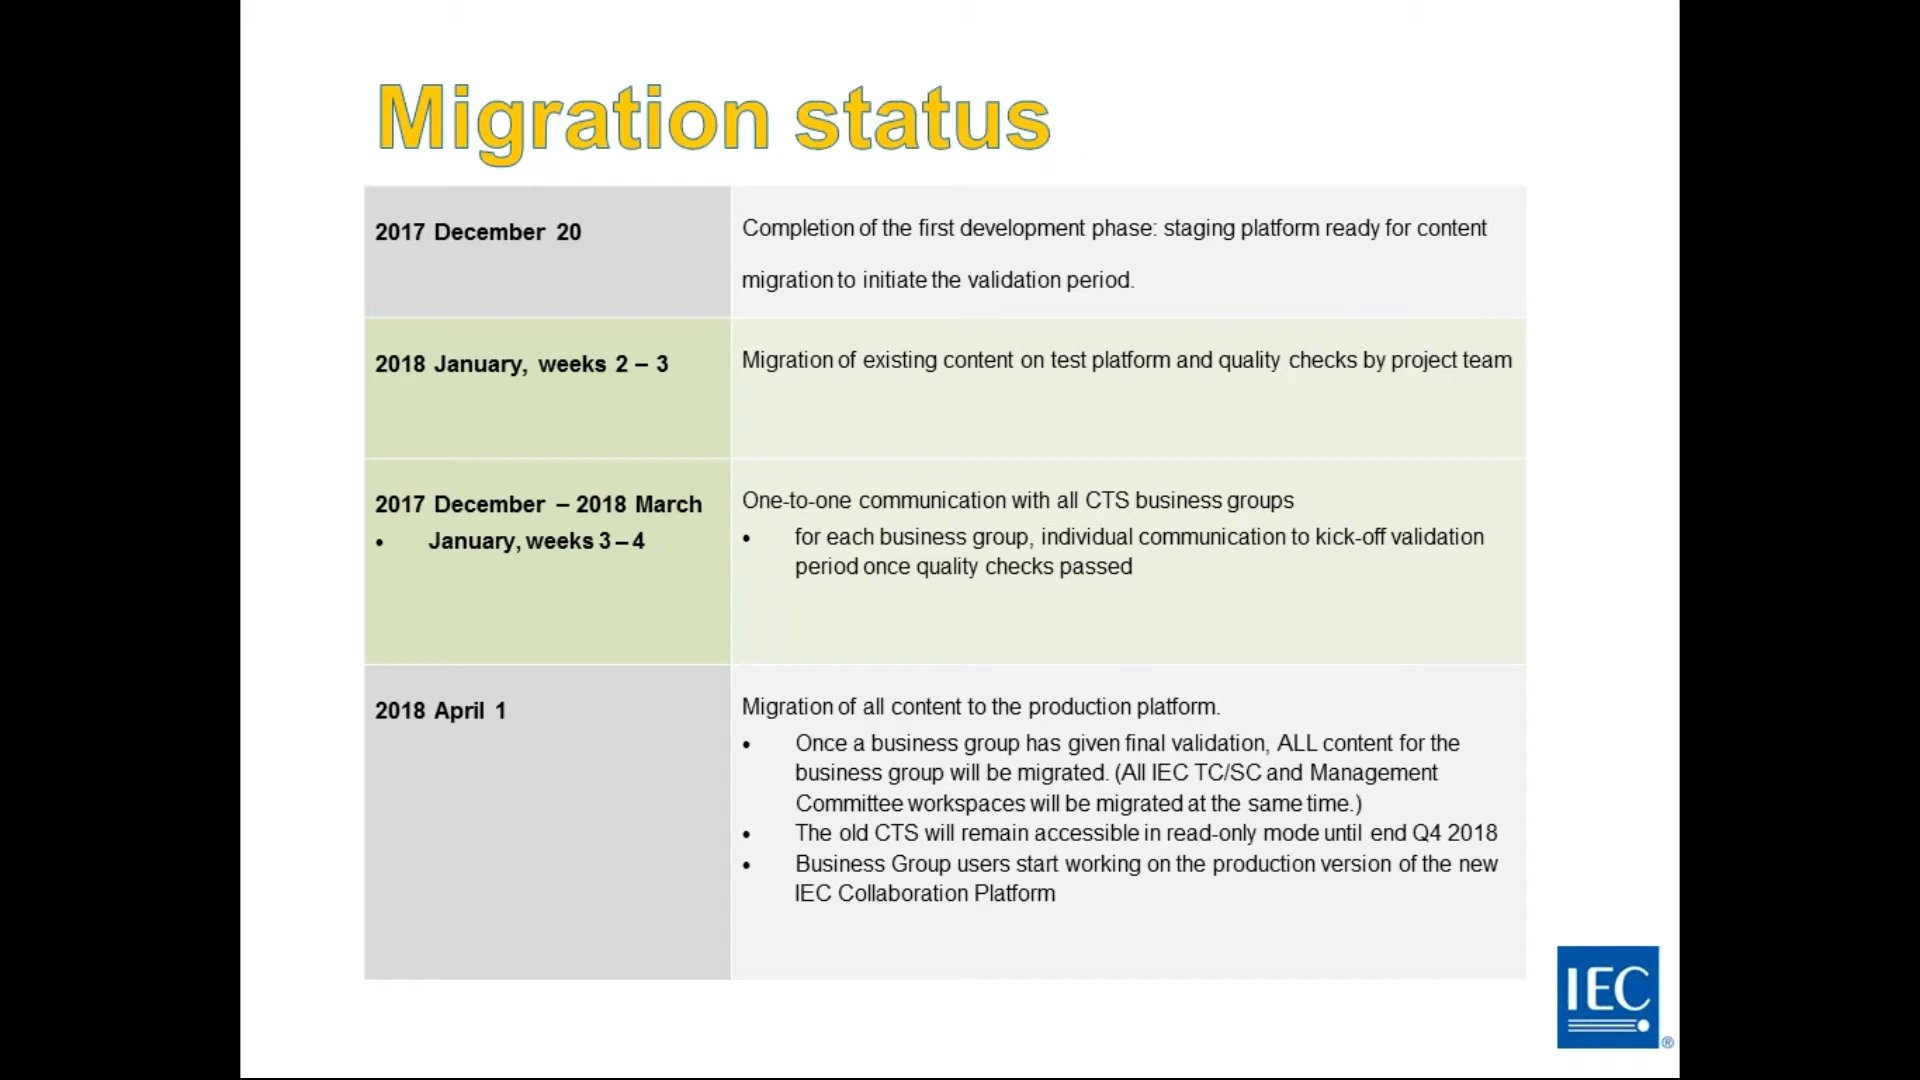 Migration status
2017 December 20
Completion of the first development phase: staging platform ready for content
migration to initiate the validation period.
2018 January, weeks 2 – 3
Migration of existing content on test platform and quality checks by project team
2017 December – 2018 March
• January, weeks 3 – 4
One-to-one communication with all CTS business groups
• for each business group, individual communication to kick-off validation
period once quality checks passed
2018 April 1
Migration of all content to the production platform.
• Once a business group has given final validation, ALL content for the
business group will be migrated. (All IEC TC/SC and Management
Committee workspaces will be migrated at the same time.)
• The old CTS will remain accessible in read-only mode until end Q4 2018
• Business Group users start working on the production version of the new
IEC Collaboration Platform
IEC
®